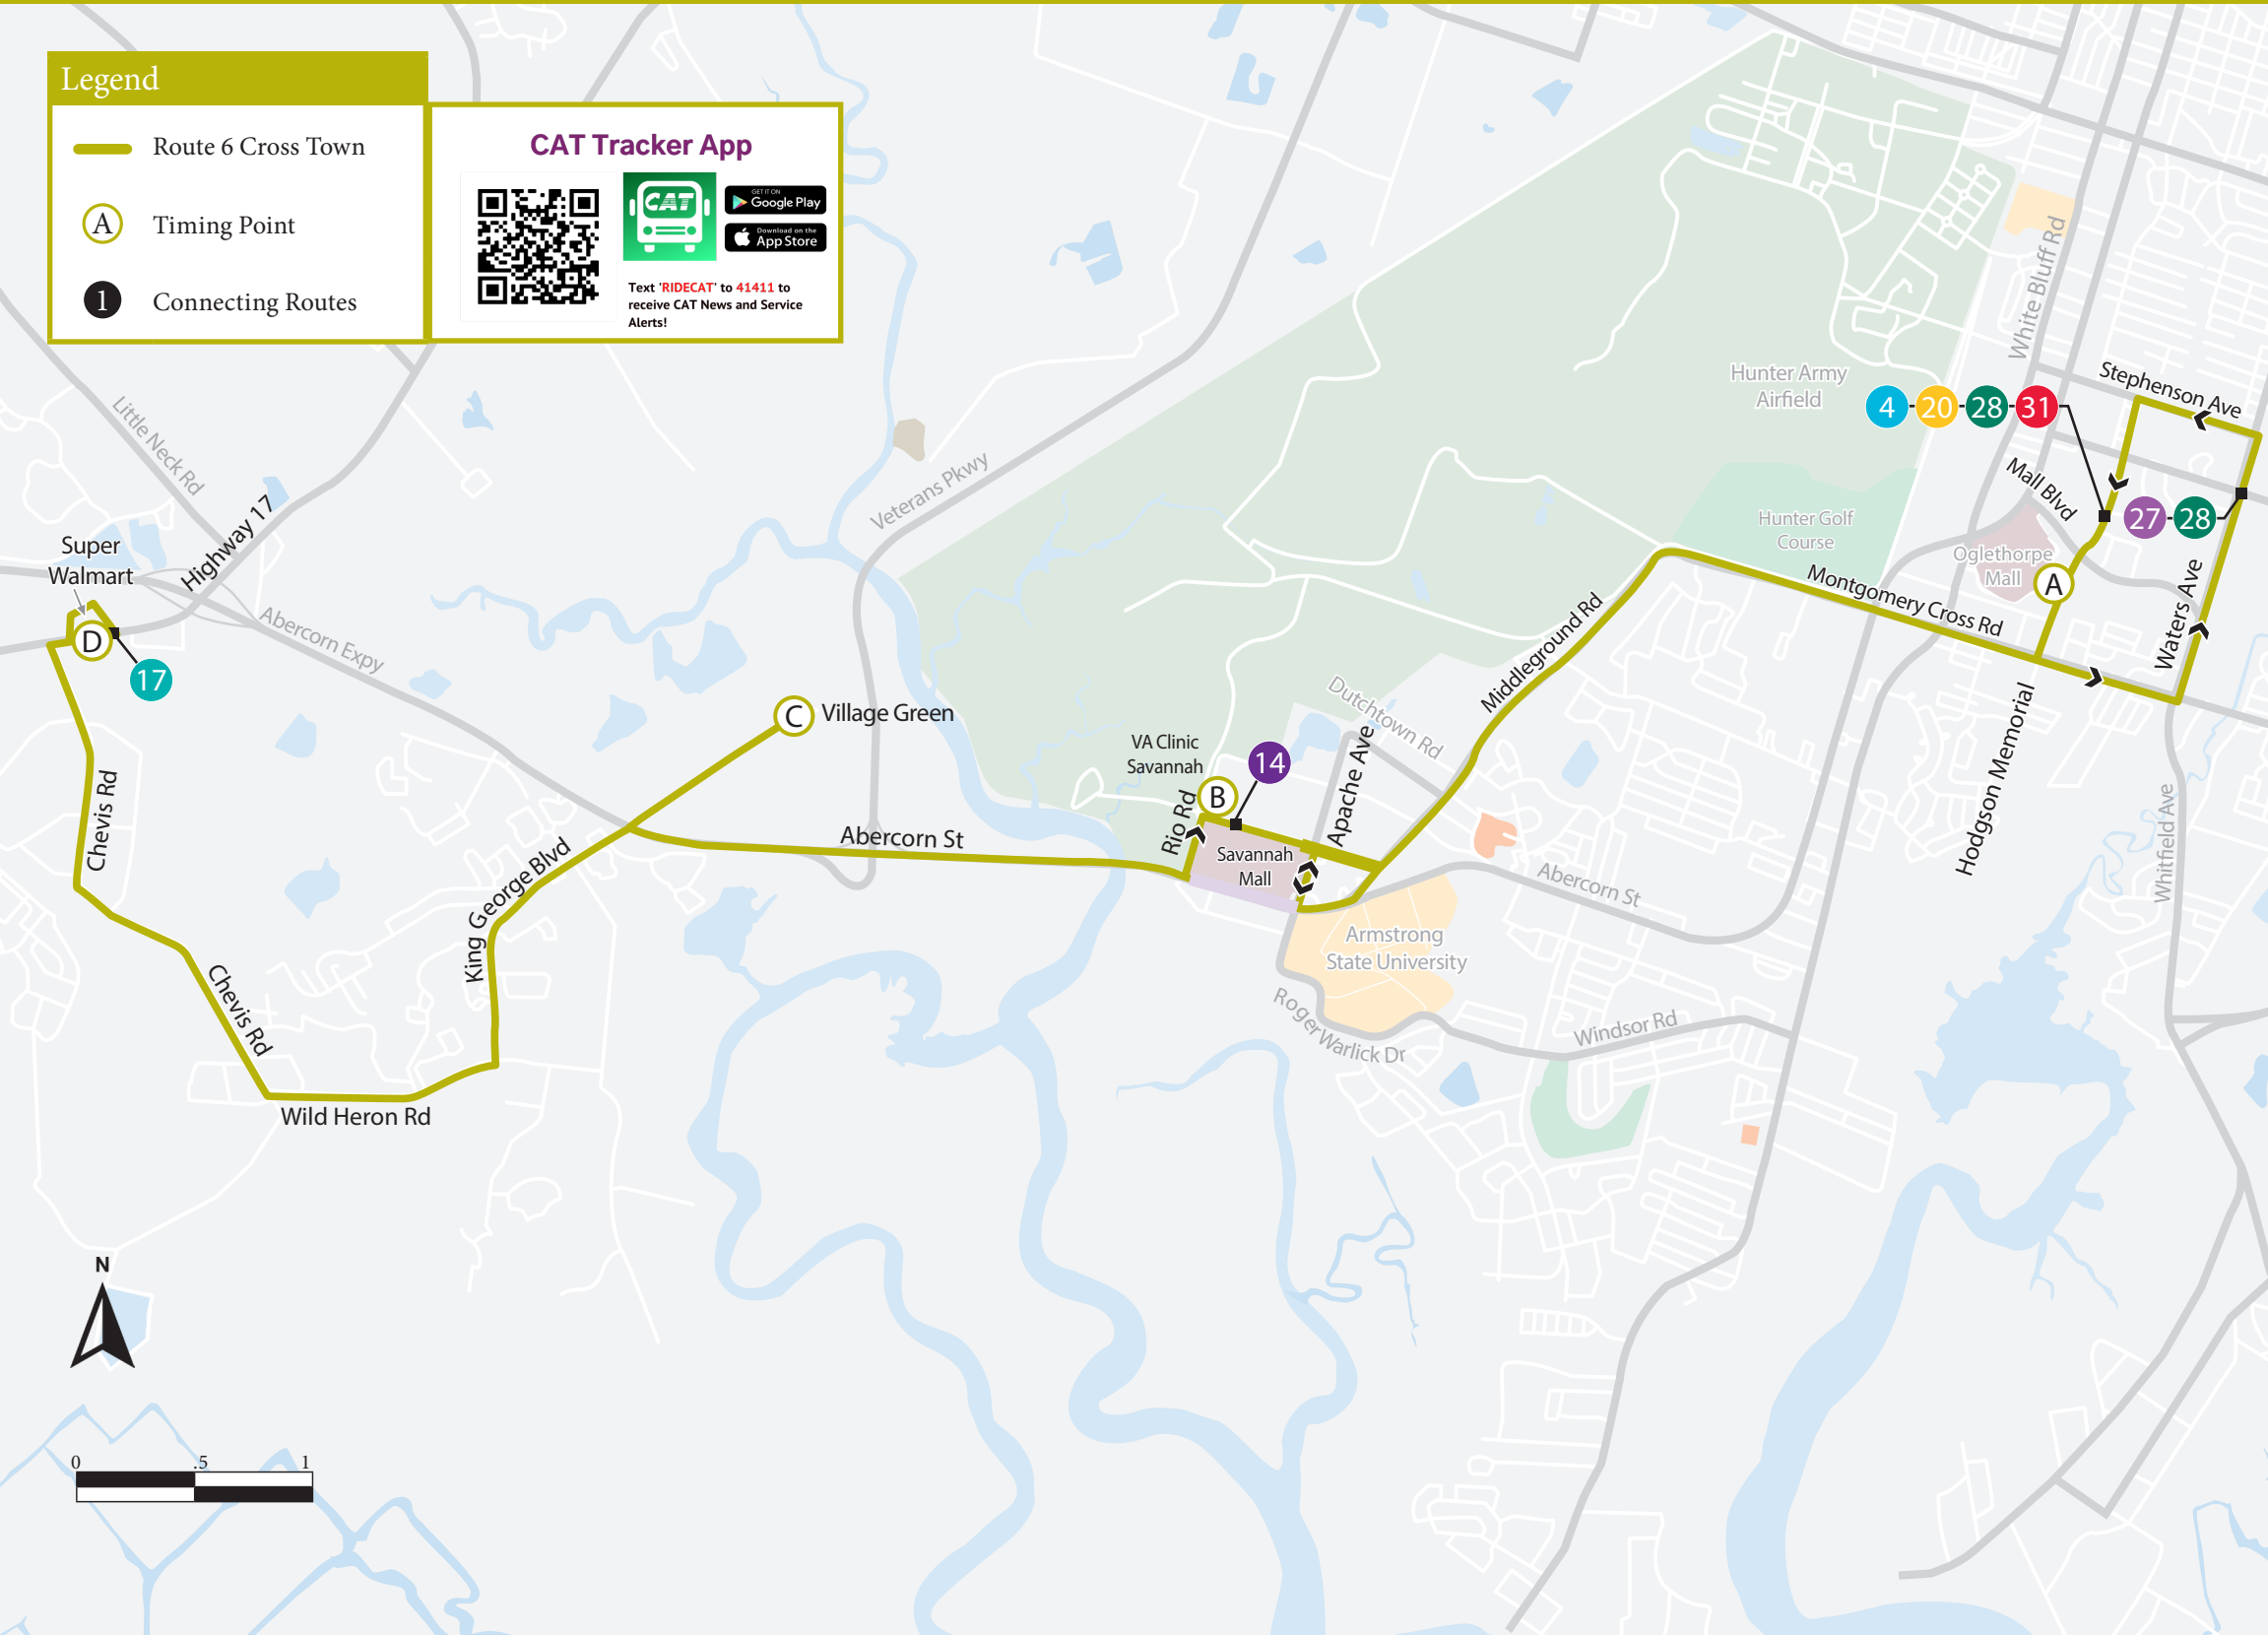 Legend
Route 6 Cross Town
A
Timing Point
1
Connecting Routes
CAT Tracker App
CAT
GET IT ON
Google Play
Download on the
App Store
Text 'RIDECAT' to 41411 to
receive CAT News and Service
Alerts!
Little Neck Rd
Highway 17
Super
Walmart
D
17
Abercorn Expy
Chevis Rd
Chevis Rd
Wild Heron Rd
King George Blvd
C
Village Green
Veterans Pkwy
Abercorn St
VA Clinic
Savannah
14
B
Rio Rd
Savannah
Mall
Apache Ave
Dutchtown Rd
Middleground Rd
Abercorn St
Armstrong
State University
Roger Warlick Dr
Windsor Rd
Hunter Army
Airfield
Hunter Golf
Course
Montgomery Cross Rd
White Bluff Rd
4
20
28
31
Stephenson Ave
Mall Blvd
27
28
Oglethorpe
Mall
A
Waters Ave
Hodgson Memorial
Whitfield Ave
N
0 .5 1